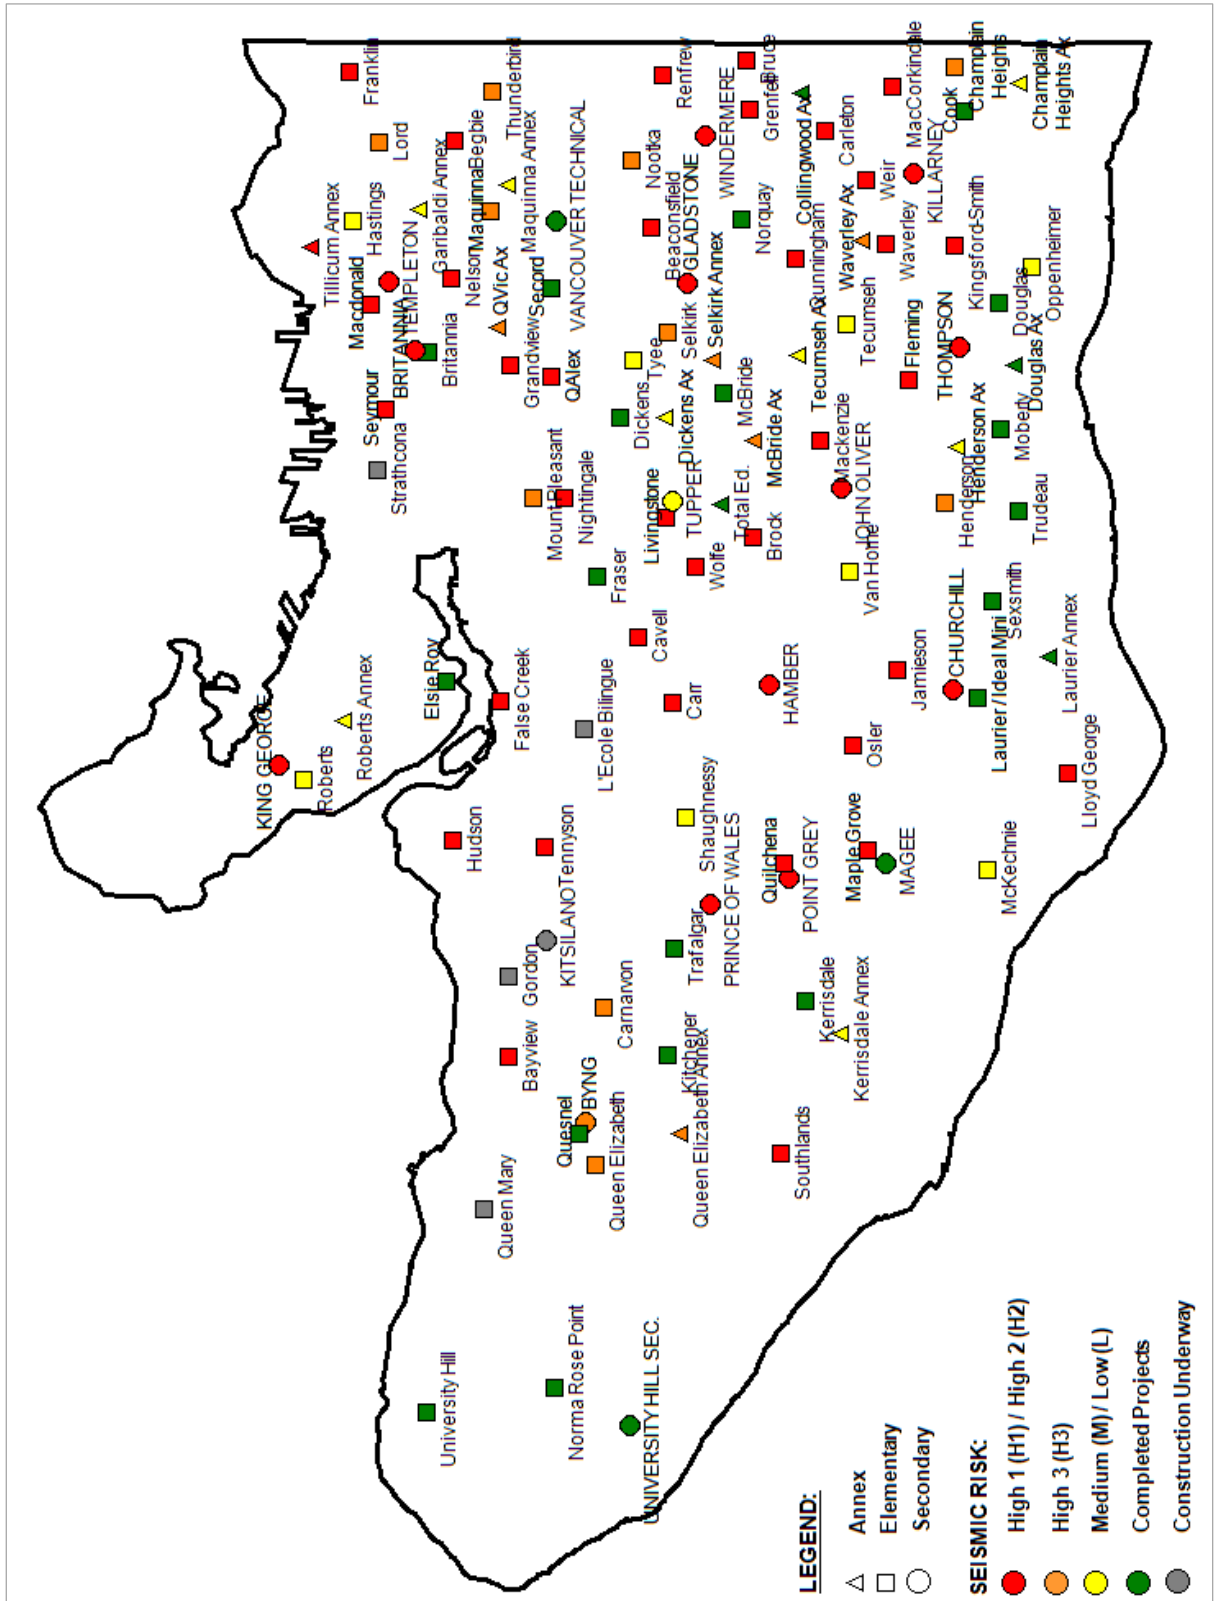 Franklin
Lord
Thunderbird
Tillicum Annex
Hastings
Garibaldi Annex
Begbie
Maquinna
Maquinna Annex
Macdonald
TEMPLETON
Nelson
QVic Ax
Secord
VANCOUVER TECHNICAL
BRITANNIA
Britannia
Grandview
QAlex
Seymour
Strathcona
Mount Pleasant
Nightingale
Renfrew
Bruce
Grenfell
Nootka
WINDERMERE
Beaconsfield
GLADSTONE
Norquay
Collingwood Ax
Carleton
MacCorkindale
Cook
Champlain
Heights
Champlain
Heights Ax
Weir
KILLARNEY
Waverley Ax
Waverley
Cunningham
Kingsford-Smith
Oppenheimer
Douglas
Douglas Ax
Selkirk
Selkirk Annex
Tyee
Dickens
Dickens Ax
McBride
McBride Ax
Tecumseh Ax
Tecumseh
Fleming
THOMPSON
Mackenzie
JOHN OLIVER
Henderson Ax
Henderson
Moberly
Trudeau
Livingstone
TUPPER
Total Ed.
Brock
Wolfe
Fraser
Van Horne
Cavell
Sexsmith
CHURCHILL
Laurier / Ideal Mini
Laurier Annex
Jamieson
KING GEORGE
Roberts
Roberts Annex
Elsie Roy
False Creek
L'Ecole Bilingue
Carr
HAMBER
Osler
Lloyd George
Hudson
Tennyson
KITSILANO
Shaughnessy
PRINCE OF WALES
Quilchena
POINT GREY
Maple Grove
MAGEE
McKechnie
Gordon
Bayview
Carnarvon
Trafalgar
Kitchener
Kerrisdale
Kerrisdale Annex
Quesnel
BYNG
Queen Elizabeth
Queen Elizabeth Annex
Queen Mary
Southlands
University Hill
Norma Rose Point
UNIVERSITY HILL SEC.
LEGEND:
Annex
Elementary
Secondary
SEISMIC RISK:
High 1 (H1) / High 2 (H2)
High 3 (H3)
Medium (M) / Low (L)
Completed Projects
Construction Underway